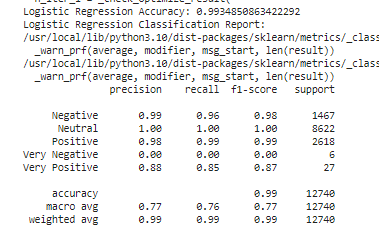 n_iter_i = _check_optimize_result(
Logistic Regression Accuracy: 0.9934850863422292
Logistic Regression Classification Report:
/usr/local/lib/python3.10/dist-packages/sklearn/metrics/_clas
_warn_prf(average, modifier, msg_start, len(result))
/usr/local/lib/python3.10/dist-packages/sklearn/metrics/_clas
_warn_prf(average, modifier, msg_start, len(result))
precision recall f1-score support
Negative 0.99 0.96 0.98 1467
Neutral 1.00 1.00 1.00 8622
Positive 0.98 0.99 0.99 2618
Very Negative 0.00 0.00 0.00 6
Very Positive 0.88 0.85 0.87 27
accuracy 0.99 12740
macro avg 0.77 0.76 0.77 12740
weighted avg 0.99 0.99 0.99 12740